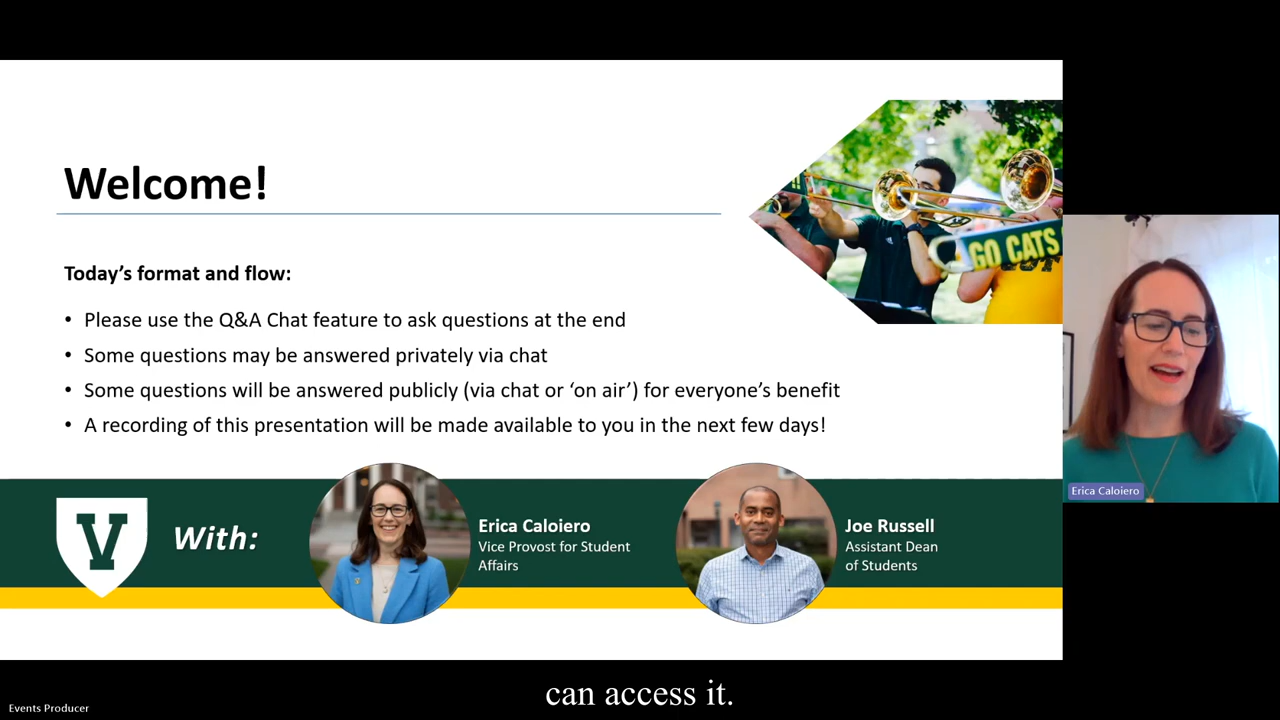 Welcome!
GO CATS
Today's format and flow:
• Please use the Q&A Chat feature to ask questions at the end
• Some questions may be answered privately via chat
• Some questions will be answered publicly (via chat or 'on air') for everyone's benefit
• A recording of this presentation will be made available to you in the next few days!
Erica Caloiero
V
With:
Erica Caloiero
Vice Provost for Student
Affairs
Joe Russell
Assistant Dean
of Students
can access it.
Events Producer